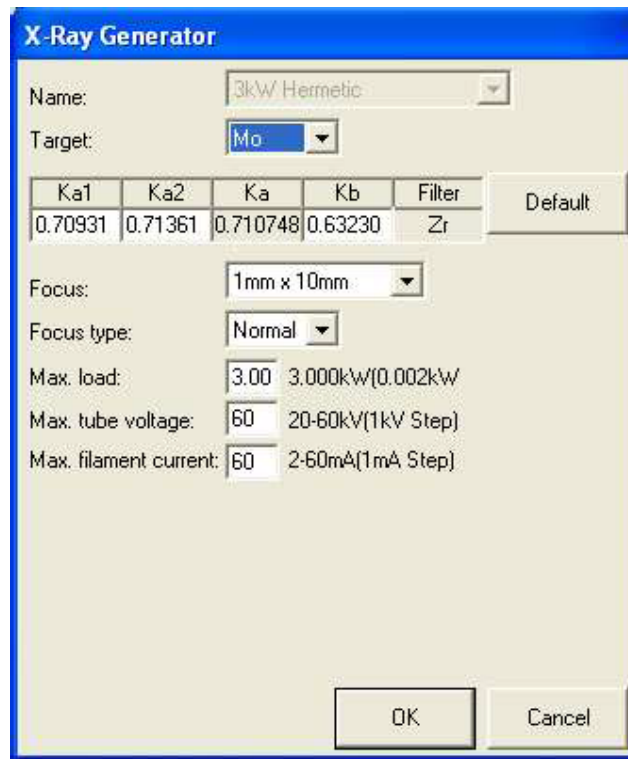 X-Ray Generator
Name: 3kW Hermetic
Target: Mo
Ka1 Ka2 Ka Kb Filter Default
0.70931 0.71361 0.710748 0.63230 Zr
Focus: 1mm x 10mm
Focus type: Normal
Max. load: 3.00 3.000kW(0.002kW
Max. tube voltage: 60 20-60kV(1kV Step)
Max. filament current: 60 2-60mA(1mA Step)
OK Cancel